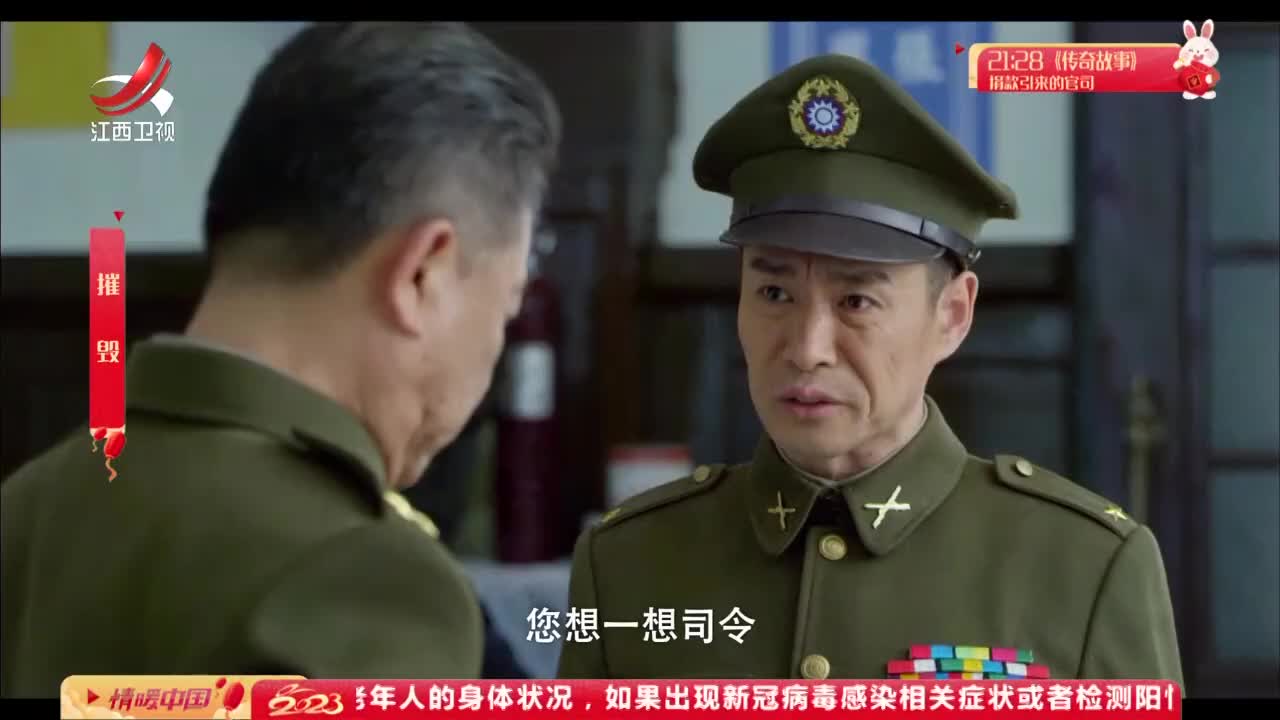 江西卫视
21:28《传奇故事》
捐款引来的官司
摧毁
您想一想司令
情暖中国
2023
老年人的身体状况，如果出现新冠病毒感染相关症状或者检测阳性